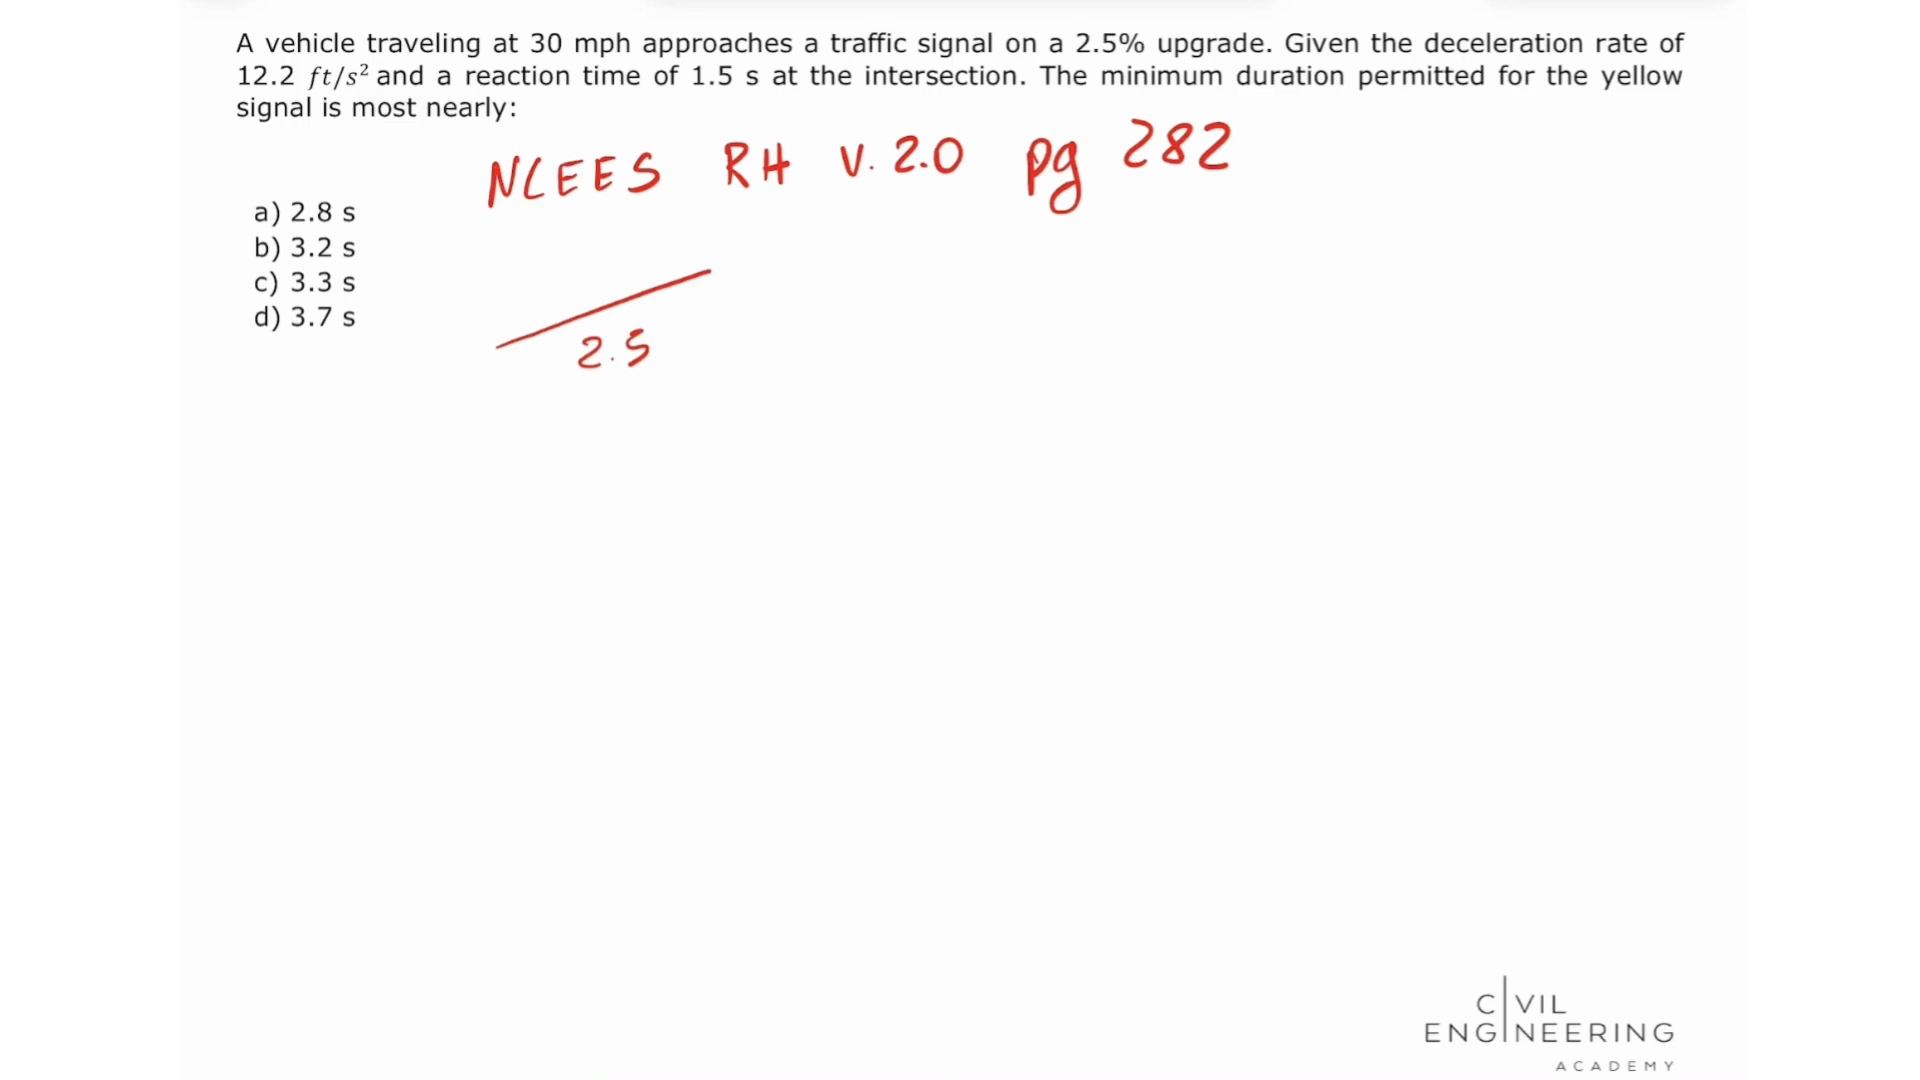 A vehicle traveling at 30 mph approaches a traffic signal on a 2.5% upgrade. Given the deceleration rate of
12.2 ft/s² and a reaction time of 1.5 s at the intersection. The minimum duration permitted for the yellow
signal is most nearly:
NCEES RH v. 2.0 pg 282
a) 2.8 s
b) 3.2 s
c) 3.3 s
d) 3.7 s
2.5
CIVIL
ENGINEERING
ACADEMY